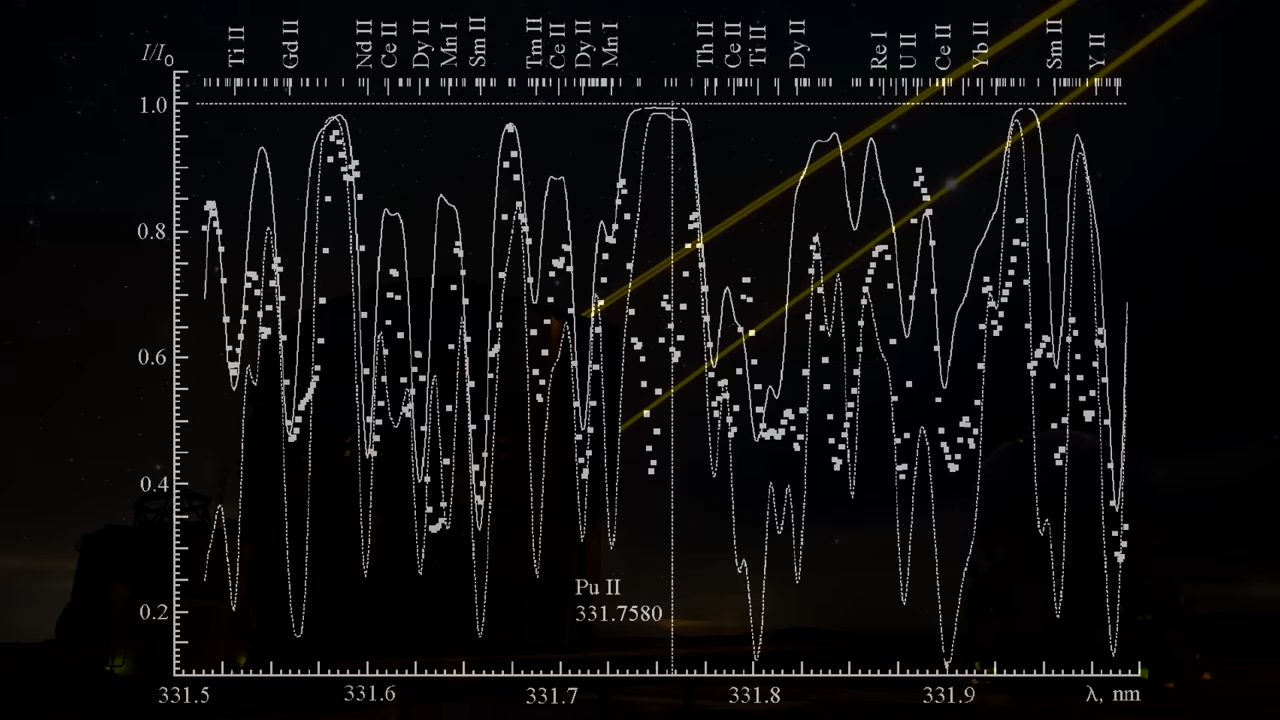 I/I0
Ti II
Gd II
Nd II
Ce II
Dy II
Mn I
Sm II
Tm II
Ce II
Dy II
Mn I
Th II
Ce II
Ti II
Dy II
Re I
U II
Ce II
Yb II
Sm II
Y II
1.0
0.8
0.6
0.4
0.2
Pu II
331.7580
331.5 331.6 331.7 331.8 331.9 λ, nm